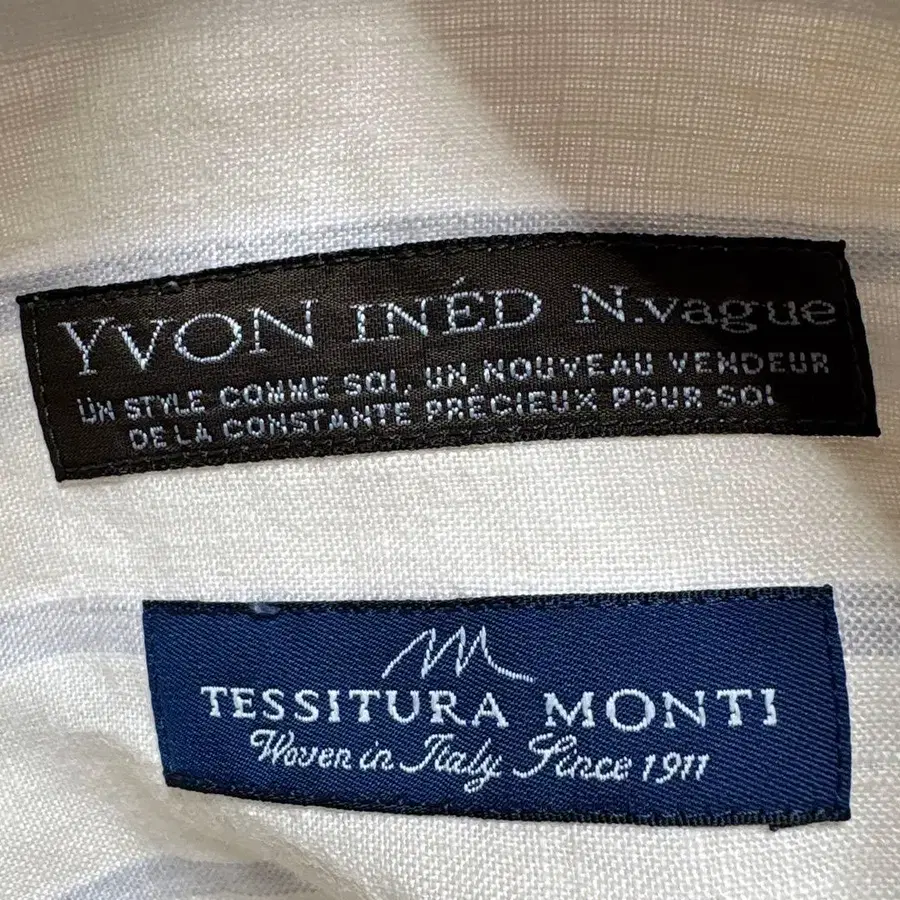 YVON INÉD N.vague
UN STYLE COMME SOI. UN NOUVEAU VENDEUR
DE LA CONSTANTE PRÉCIEUX POUR SOI
TESSITURA MONTI
Woven in Italy Since 1911